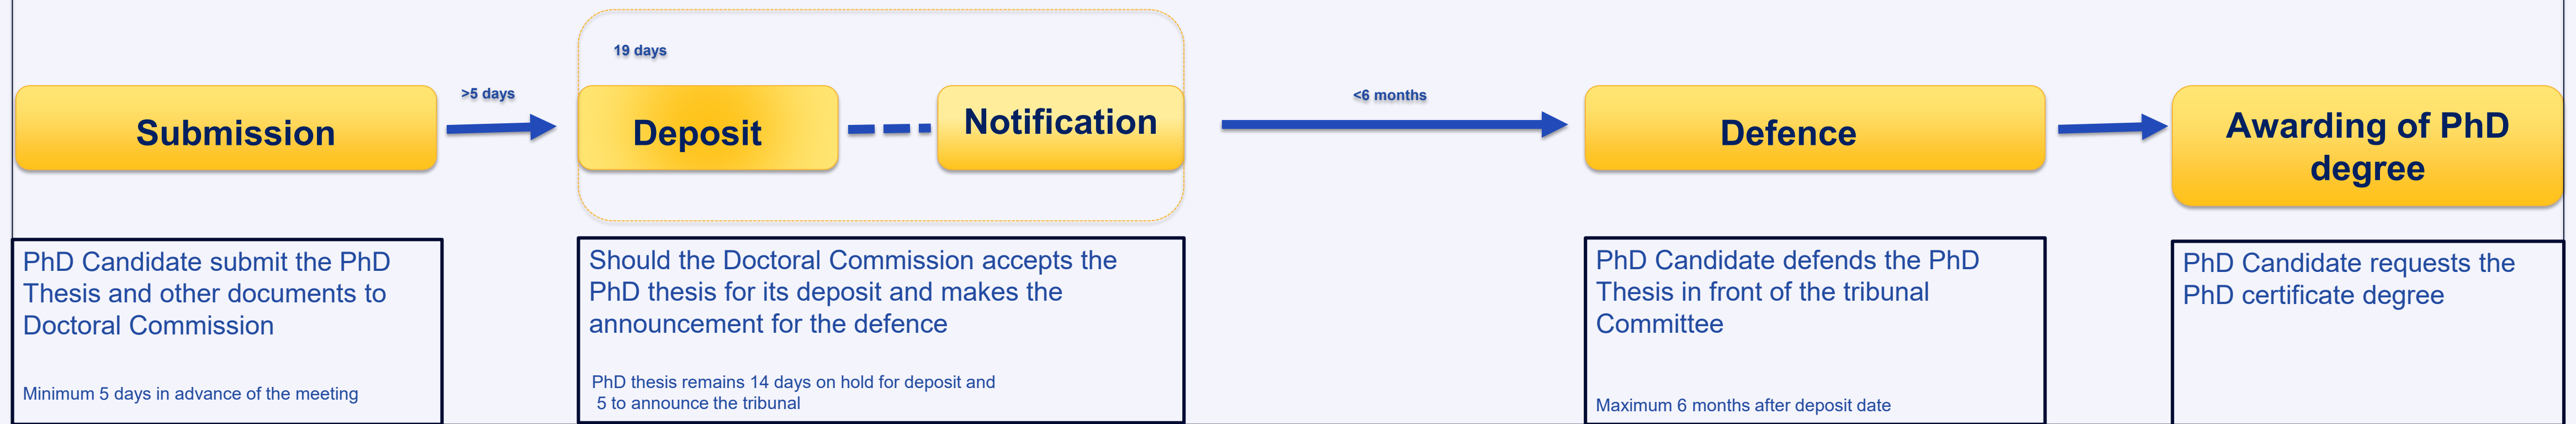 19 days
>5 days
<6 months
Submission
Deposit
Notification
Defence
Awarding of PhD
degree
PhD Candidate submit the PhD
Thesis and other documents to
Doctoral Commission
Minimum 5 days in advance of the meeting
Should the Doctoral Commission accepts the
PhD thesis for its deposit and makes the
announcement for the defence
PhD thesis remains 14 days on hold for deposit and
5 to announce the tribunal
PhD Candidate defends the PhD
Thesis in front of the tribunal
Committee
Maximum 6 months after deposit date
PhD Candidate requests the
PhD certificate degree